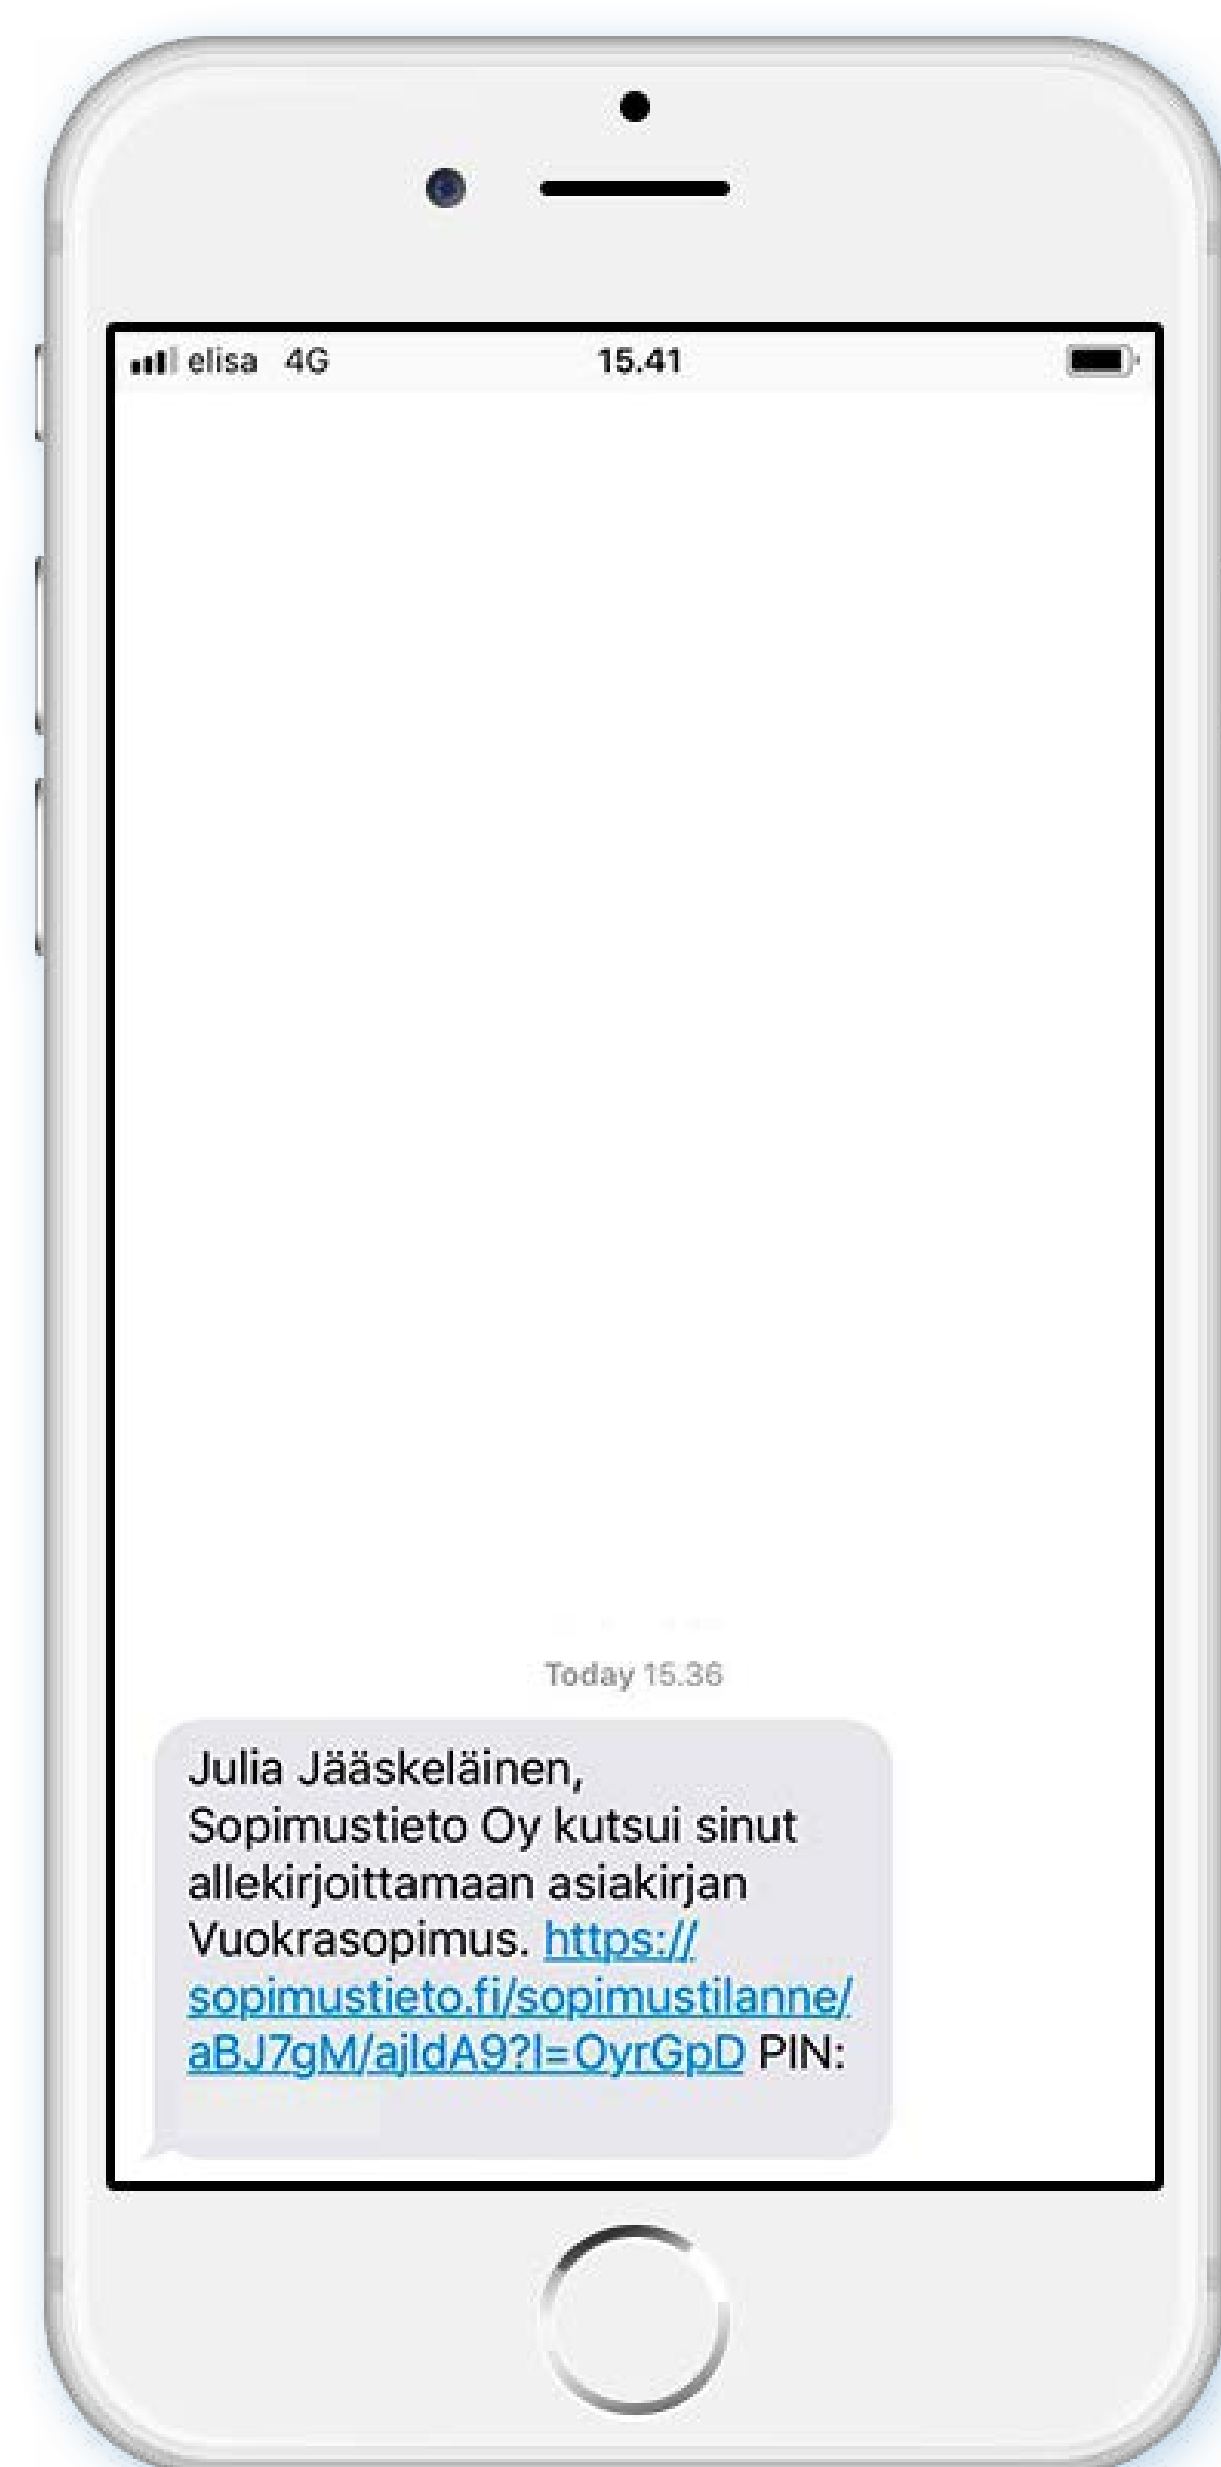 elisa 4G 15.41
Today 15.36
Julia Jääskeläinen,
Sopimustieto Oy kutsui sinut
allekirjoittamaan asiakirjan
Vuokrasopimus. https://
sopimustieto.fi/sopimustilanne/
aBJ7gM/ajldA9?l=OyrGpD PIN: